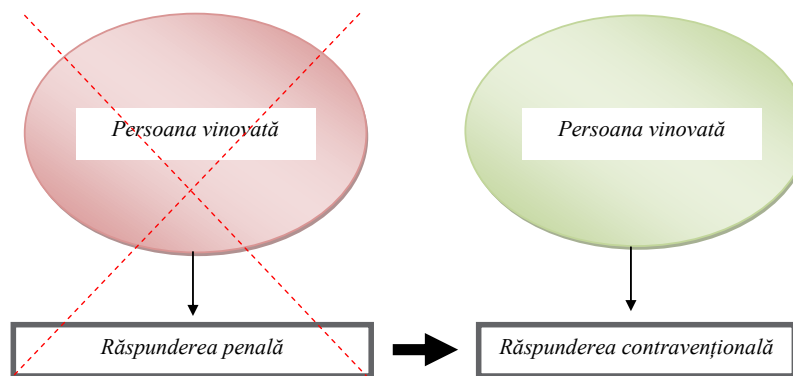 Persoana vinovată
Persoana vinovată
Răspunderea penală
Răspunderea contravențională